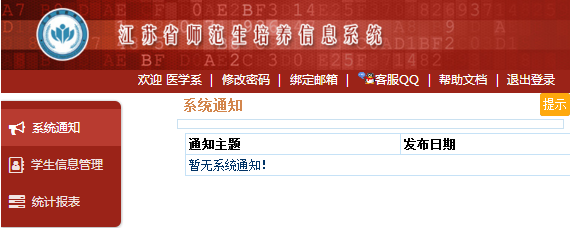 江苏省师范生培养信息系统
欢迎 医学系 | 修改密码 | 绑定邮箱 | 客服QQ | 帮助文档 | 退出登录
系统通知 提示
系统通知
学生信息管理
统计报表
通知主题 发布日期
暂无系统通知!